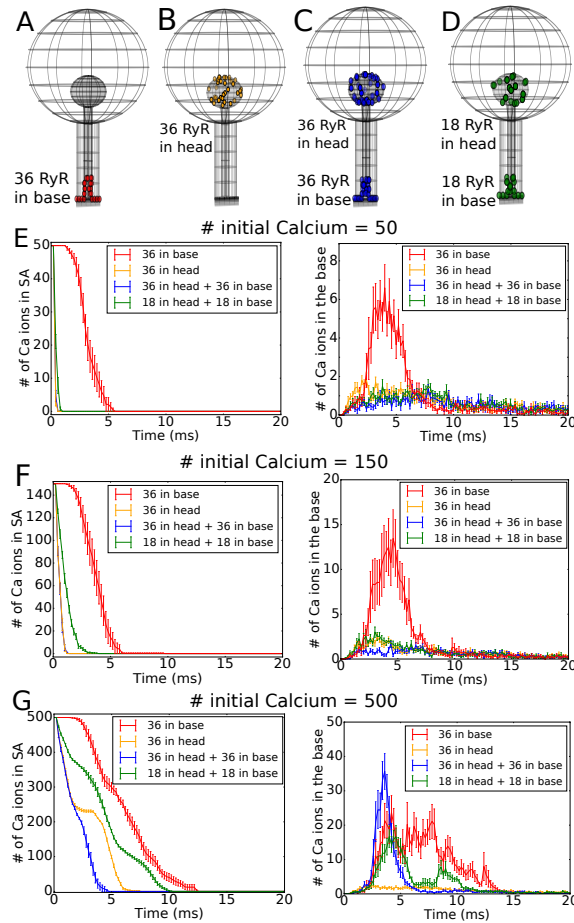 A
B
C
D
36 RyR
in base
36 RyR
in head
36 RyR
in head
36 RyR
in base
18 RyR
in head
18 RyR
in base
E
# initial Calcium = 50
# of Ca ions in SA
50
40
30
20
10
0
36 in base
36 in head
36 in head + 36 in base
18 in head + 18 in base
0 5 10 15 20
Time (ms)
# of Ca ions in the base
8
7
6
5
4
3
2
1
0
36 in base
36 in head
36 in head + 36 in base
18 in head + 18 in base
0 5 10 15 20
Time (ms)
F
# initial Calcium = 150
# of Ca ions in SA
140
120
100
80
60
40
20
0
36 in base
36 in head
36 in head + 36 in base
18 in head + 18 in base
0 5 10 15 20
Time (ms)
# of Ca ions in the base
20
15
10
5
0
36 in base
36 in head
36 in head + 36 in base
18 in head + 18 in base
0 5 10 15 20
Time (ms)
G
# initial Calcium = 500
# of Ca ions in SA
500
400
300
200
100
0
36 in base
36 in head
36 in head + 36 in base
18 in head + 18 in base
0 5 10 15 20
Time (ms)
# of Ca ions in the base
50
40
30
20
10
0
36 in base
36 in head
36 in head + 36 in base
18 in head + 18 in base
0 5 10 15 20
Time (ms)